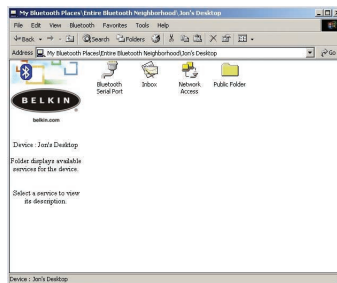 My Bluetooth Places\Entire Bluetooth Neighborhood\Jon's Desktop
File Edit View Bluetooth Favorites Tools Help
Back Search Folders
Address My Bluetooth Places\Entire Bluetooth Neighborhood\Jon's Desktop Go
BELKIN
belkin.com
Device : Jon's Desktop
Folder displays available
services for the device.
Select a service to view
its description.
Bluetooth
Serial Port
Inbox
Network
Access
Public Folder
Device : Jon's Desktop